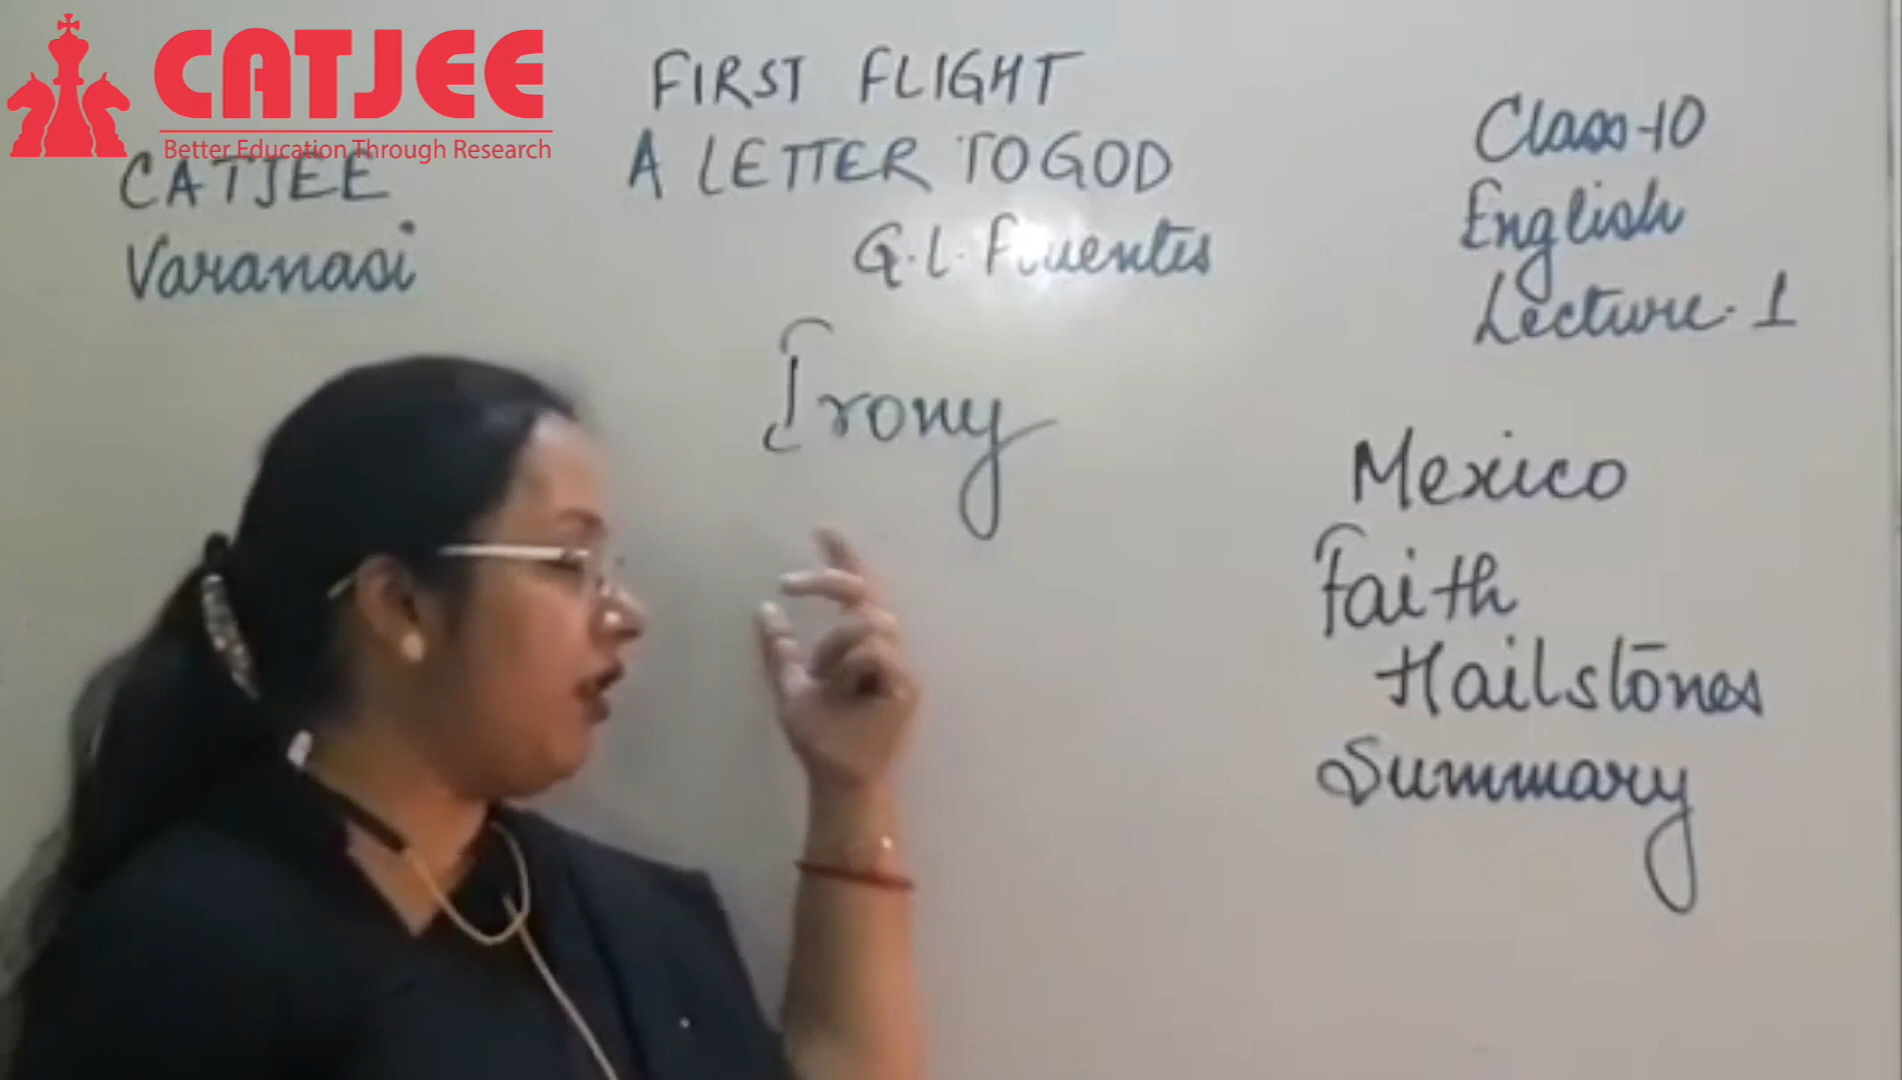 CATJEE
Better Education Through Research
CATJEE
Varanasi
FIRST FLIGHT
A LETTER TO GOD
G.L. Fluentes
Irony
Class-10
English
Lecture-1
Mexico
Faith
Hailstones
Summary